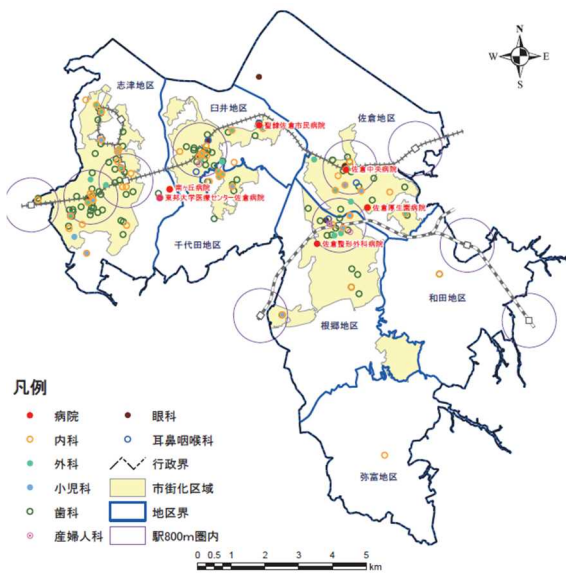 N
W E
S
志津地区
臼井地区
佐倉地区
聖隷佐倉市民病院
佐倉中央病院
南ヶ丘病院
東邦大学医療センター佐倉病院
佐倉厚生園病院
千代田地区
佐倉整形外科病院
和田地区
根郷地区
弥富地区
凡例
病院 眼科
内科 耳鼻咽喉科
外科 行政界
小児科 市街化区域
歯科 地区界
産婦人科 駅800m圏内
0 0.5 1 2 3 4 5
km